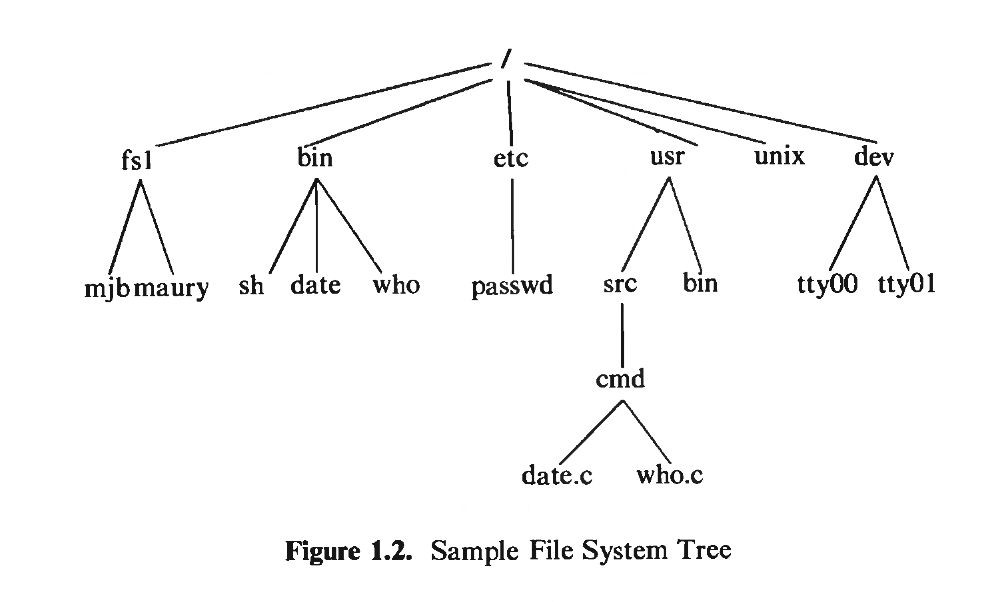 /
fs1 bin etc usr unix dev
mjb maury sh date who passwd src bin tty00 tty01
cmd
date.c who.c
Figure 1.2. Sample File System Tree